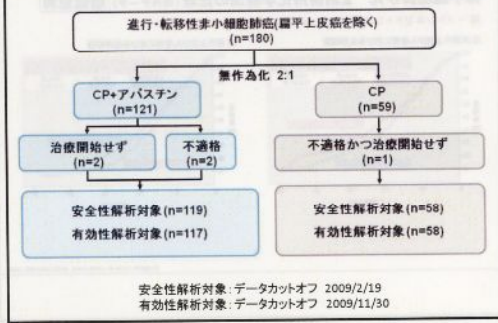 進行・転移性非小細胞肺癌(扁平上皮癌を除く)
(n=180)
無作為化 2:1
CP+アバスチン
(n=121)
CP
(n=59)
治療開始せず
(n=2)
不適格
(n=2)
不適格かつ治療開始せず
(n=1)
安全性解析対象(n=119)
有効性解析対象(n=117)
安全性解析対象(n=58)
有効性解析対象(n=58)
安全性解析対象:データカットオフ 2009/2/19
有効性解析対象:データカットオフ 2009/11/30